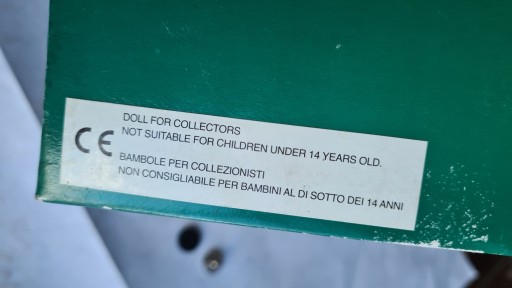 CE
DOLL FOR COLLECTORS
NOT SUITABLE FOR CHILDREN UNDER 14 YEARS OLD.
BAMBOLE PER COLLEZIONISTI
NON CONSIGLIABILE PER BAMBINI AL DI SOTTO DEI 14 ANNI